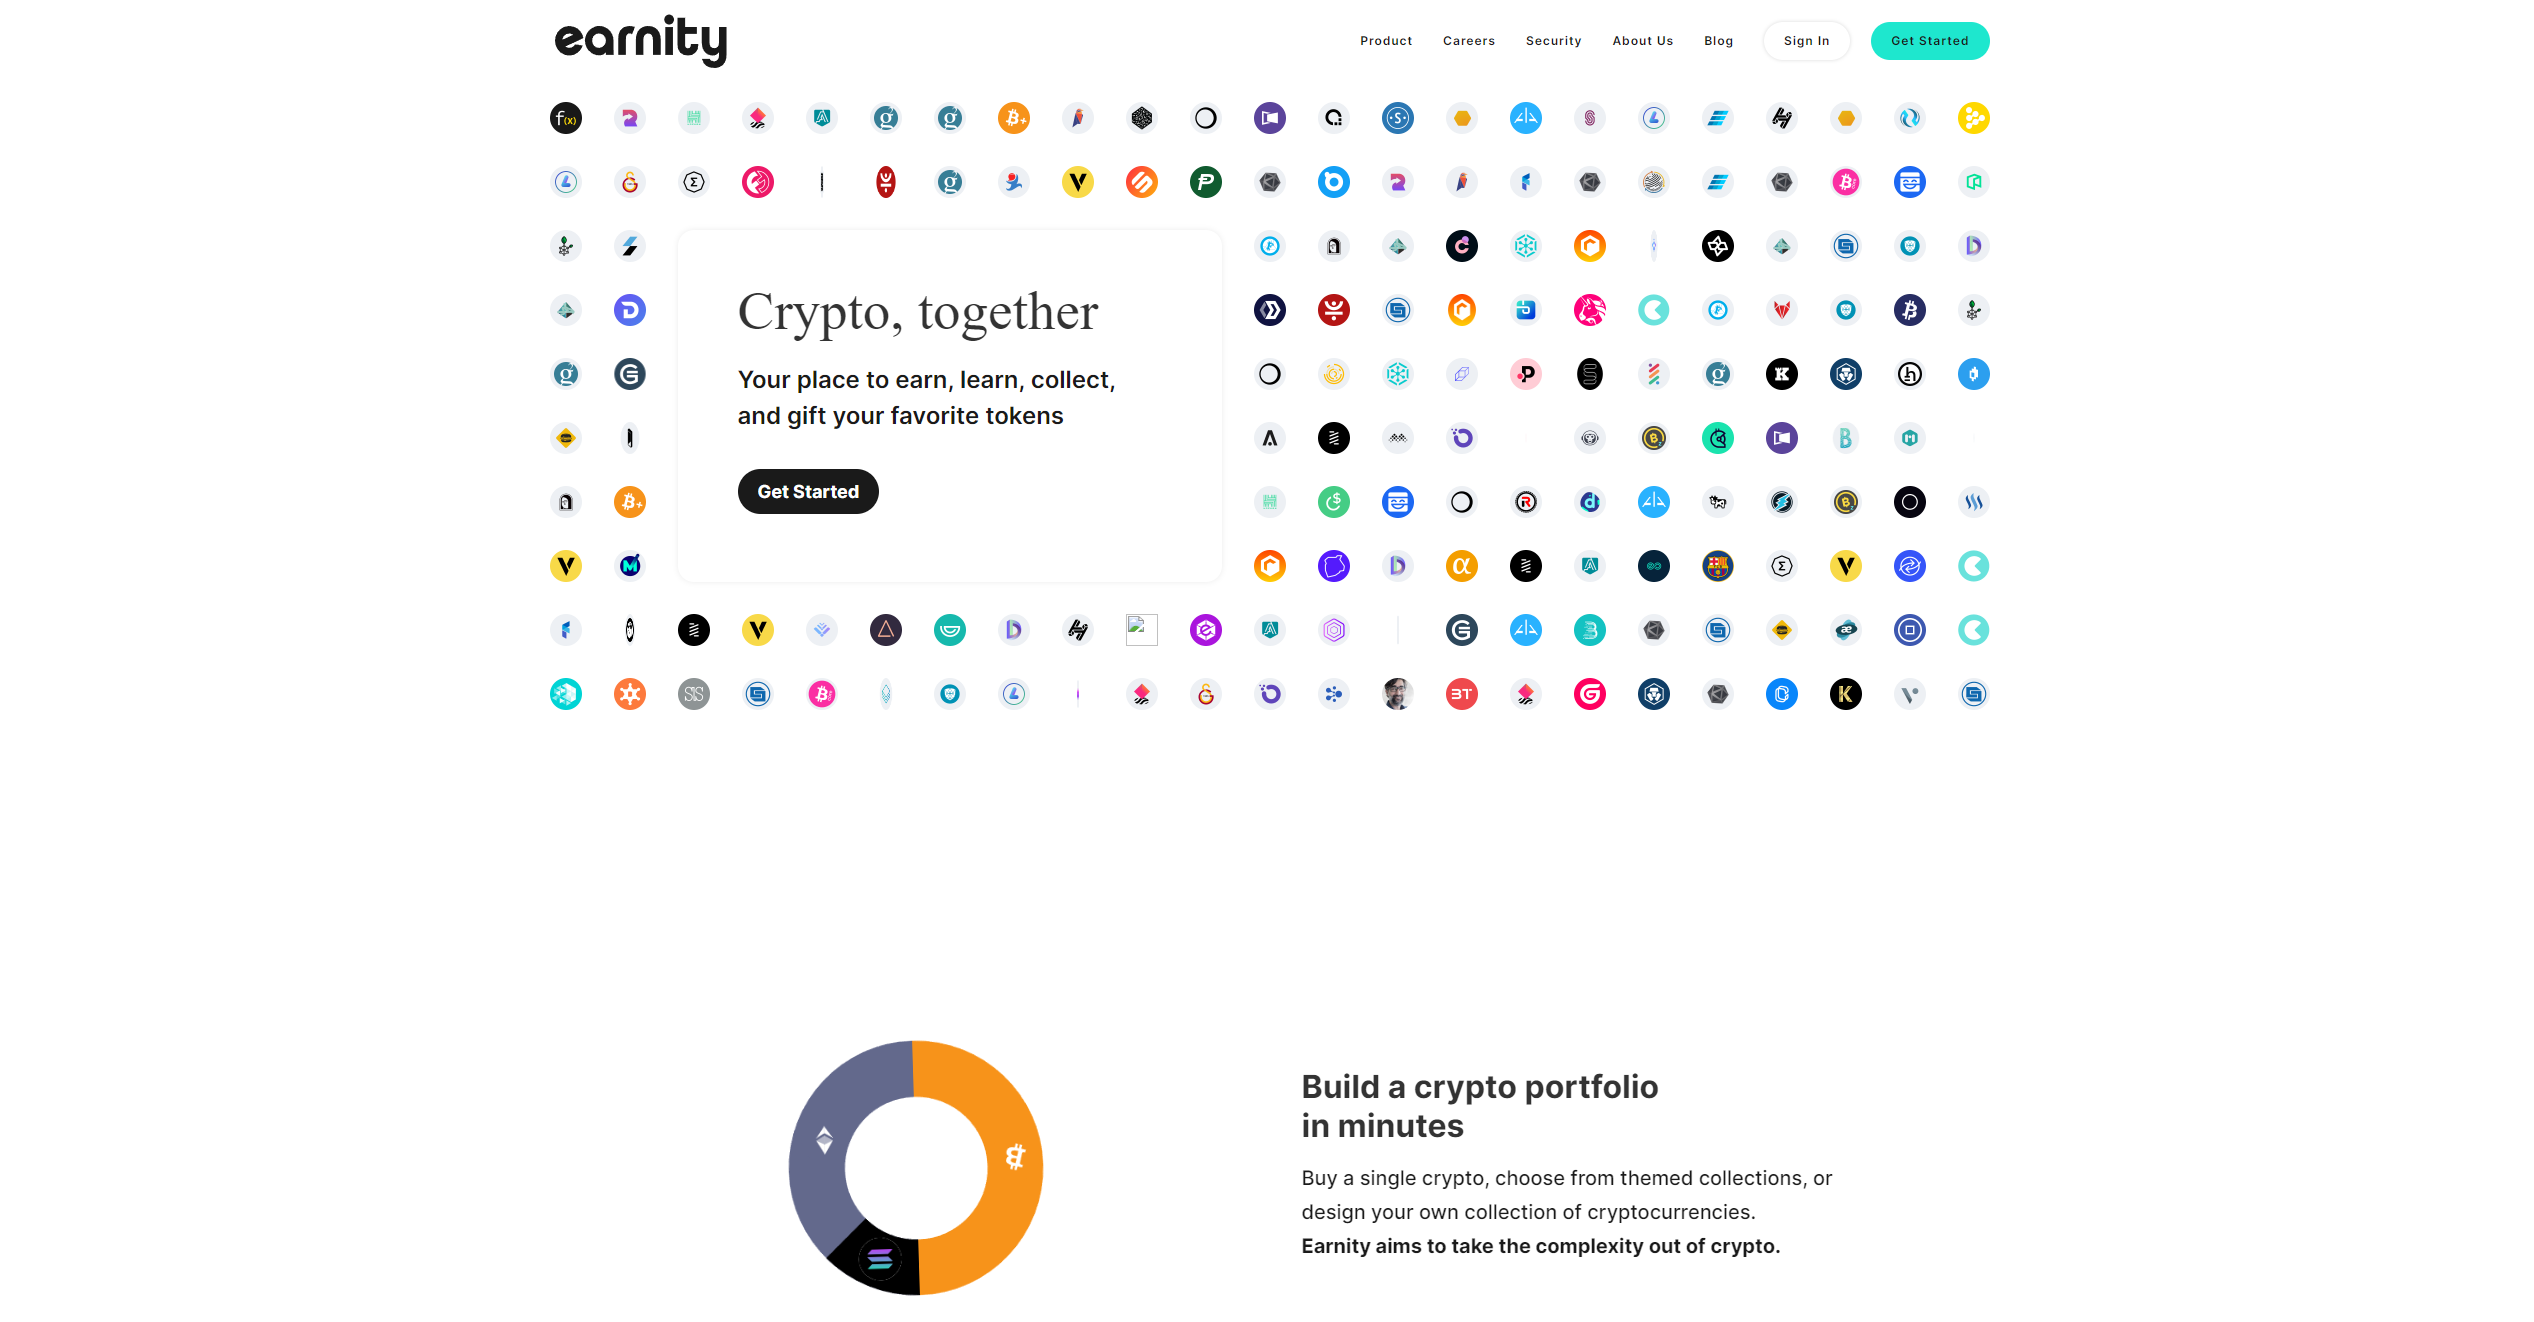 earnity
Product Careers Security About Us Blog Sign In Get Started
Crypto, together
Your place to earn, learn, collect,
and gift your favorite tokens
Get Started
Build a crypto portfolio
in minutes
Buy a single crypto, choose from themed collections, or
design your own collection of cryptocurrencies.
Earnity aims to take the complexity out of crypto.